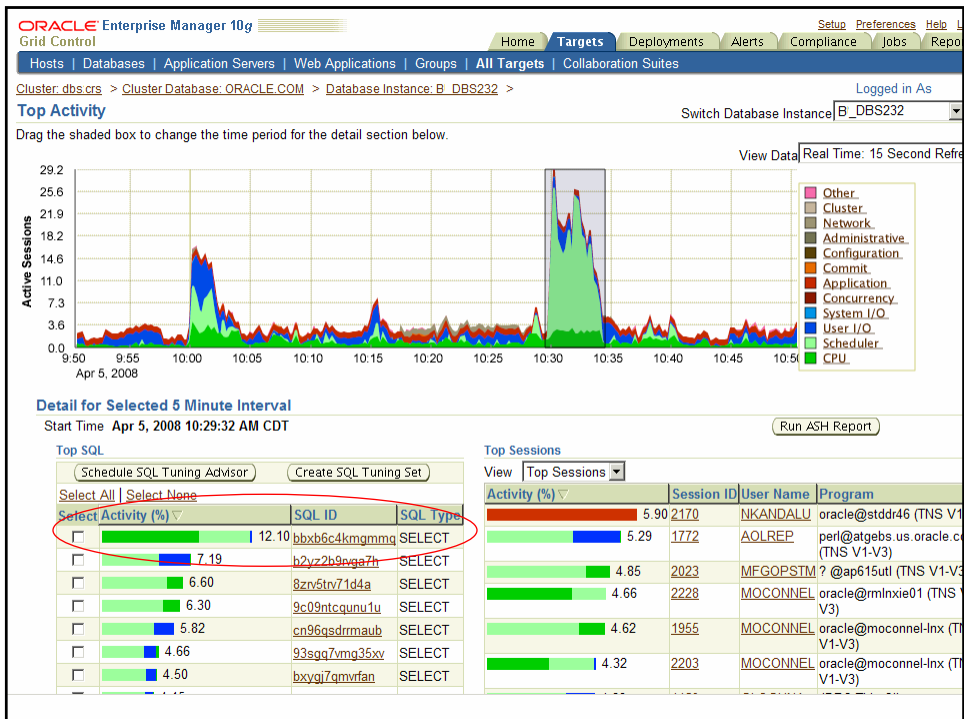 ORACLE Enterprise Manager 10g
Grid Control
Setup Preferences Help
Home Targets Deployments Alerts Compliance Jobs Repo
Hosts | Databases | Application Servers | Web Applications | Groups | All Targets | Collaboration Suites
Cluster: dbs.crs > Cluster Database: ORACLE.COM > Database Instance: B_DBS232 >
Logged in As
Top Activity
Switch Database Instance B_DBS232
Drag the shaded box to change the time period for the detail section below.
View Data Real Time: 15 Second Refre
Active Sessions
29.2
25.6
21.9
18.2
14.6
11.0
7.3
3.6
0.0
9:50 9:55 10:00 10:05 10:10 10:15 10:20 10:25 10:30 10:35 10:40 10:45
Apr 5, 2008
Other
Cluster
Network
Administrative
Configuration
Commit
Application
Concurrency
System I/O
User I/O
Scheduler
CPU
Detail for Selected 5 Minute Interval
Start Time Apr 5, 2008 10:29:32 AM CDT
Run ASH Report
Top SQL
Schedule SQL Tuning Advisor Create SQL Tuning Set
Select All | Select None
Select Activity (%) SQL ID SQL Type
12.10 bbxb6c4kmgmmq SELECT
7.19 b2yz2b9rvga7h SELECT
6.60 8zrv5trv71d4a SELECT
6.30 9c09ntcqunu1u SELECT
5.82 cn96qsdrrmaub SELECT
4.66 93sgq7vmg35xv SELECT
4.50 bxygj7qmvrfan SELECT
Top Sessions
View Top Sessions
Activity (%) Session ID User Name Program
5.90 2170 NKANDALU oracle@stddr46 (TNS V1
5.29 1772 AOLREP perl@atgebs.us.oracle.co
(TNS V1-V3)
4.85 2023 MFGOPSTM ? @ap615utl (TNS V1-V3
4.66 2228 MOCONNEL oracle@rmlnxie01 (TNS
V3)
4.62 1955 MOCONNEL oracle@moconnel-lnx (TN
V1-V3)
4.32 2203 MOCONNEL oracle@moconnel-lnx (TN
V1-V3)